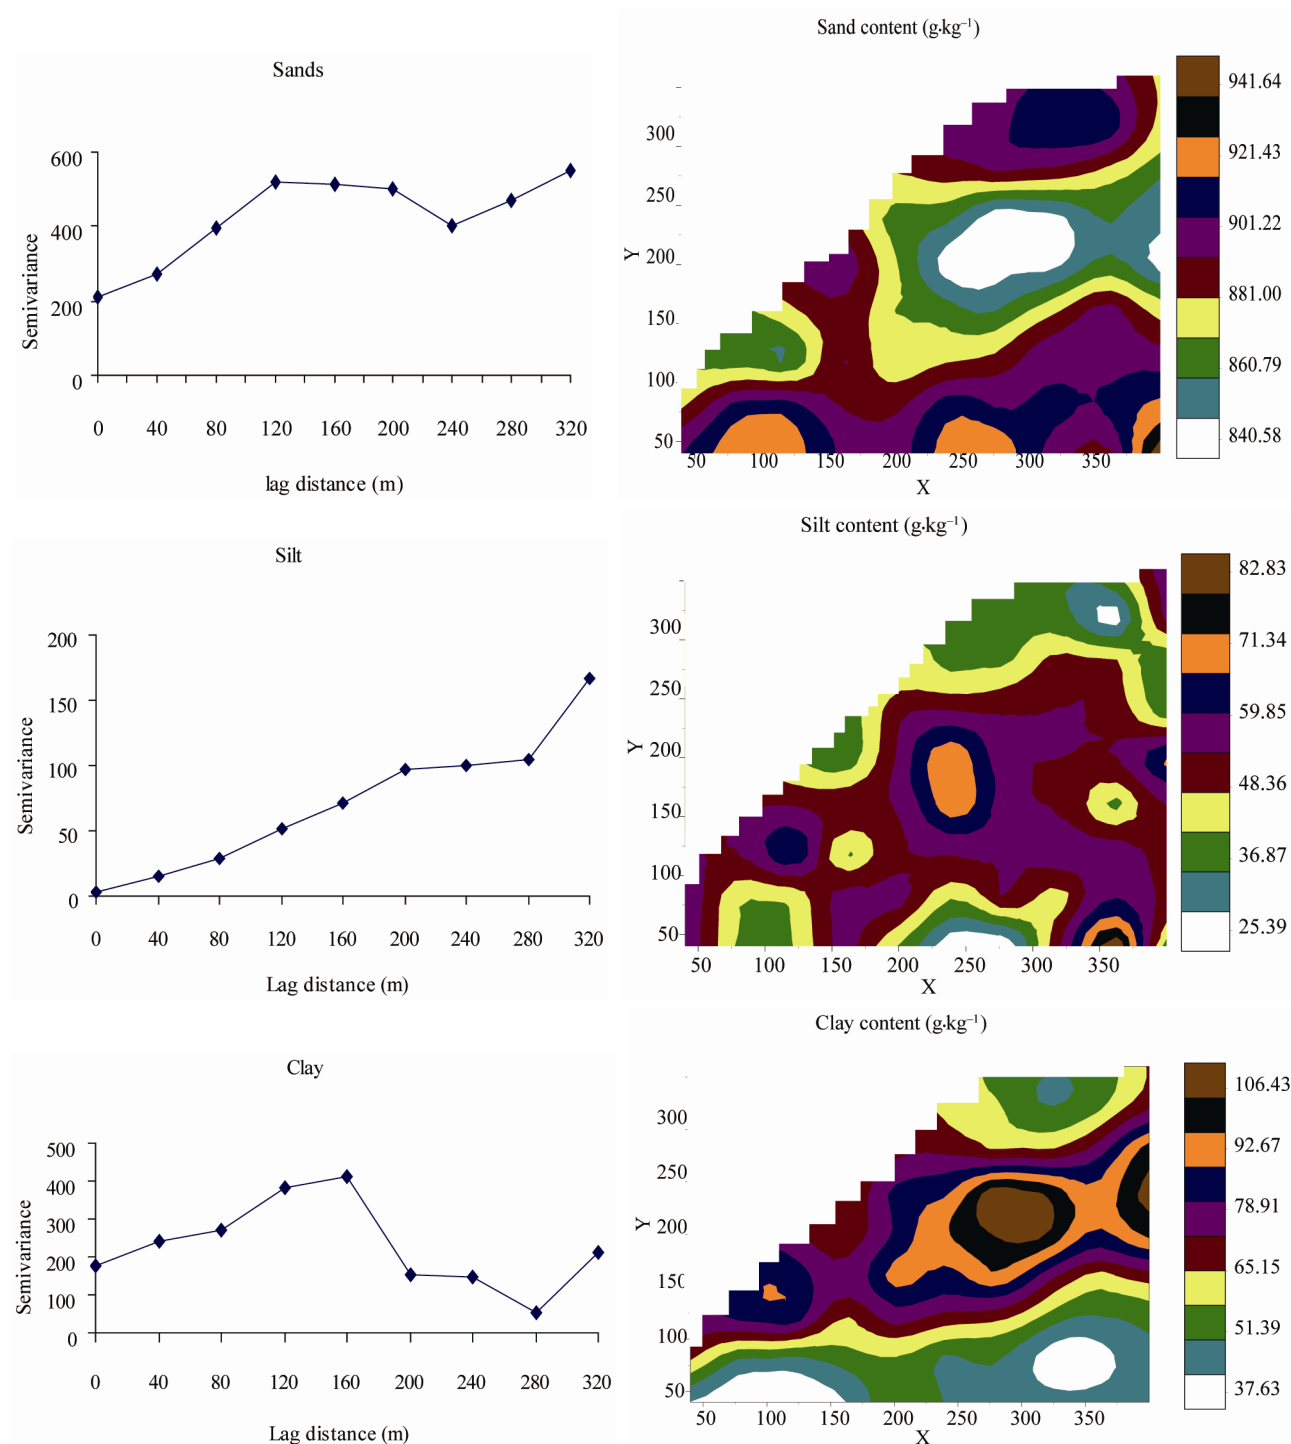 Sands
Semivariance
600
400
200
0
0 40 80 120 160 200 240 280 320
lag distance (m)
Sand content (g·kg⁻¹)
Y
300
250
200
150
100
50
50 100 150 200 250 300 350
X
941.64
921.43
901.22
881.00
860.79
840.58
Silt
Semivariance
200
150
100
50
0
0 40 80 120 160 200 240 280 320
Lag distance (m)
Silt content (g·kg⁻¹)
Y
300
250
200
150
100
50
50 100 150 200 250 300 350
X
82.83
71.34
59.85
48.36
36.87
25.39
Clay
Semivariance
500
400
300
200
100
0
0 40 80 120 160 200 240 280 320
Lag distance (m)
Clay content (g·kg⁻¹)
Y
300
250
200
150
100
50
50 100 150 200 250 300 350
X
106.43
92.67
78.91
65.15
51.39
37.63